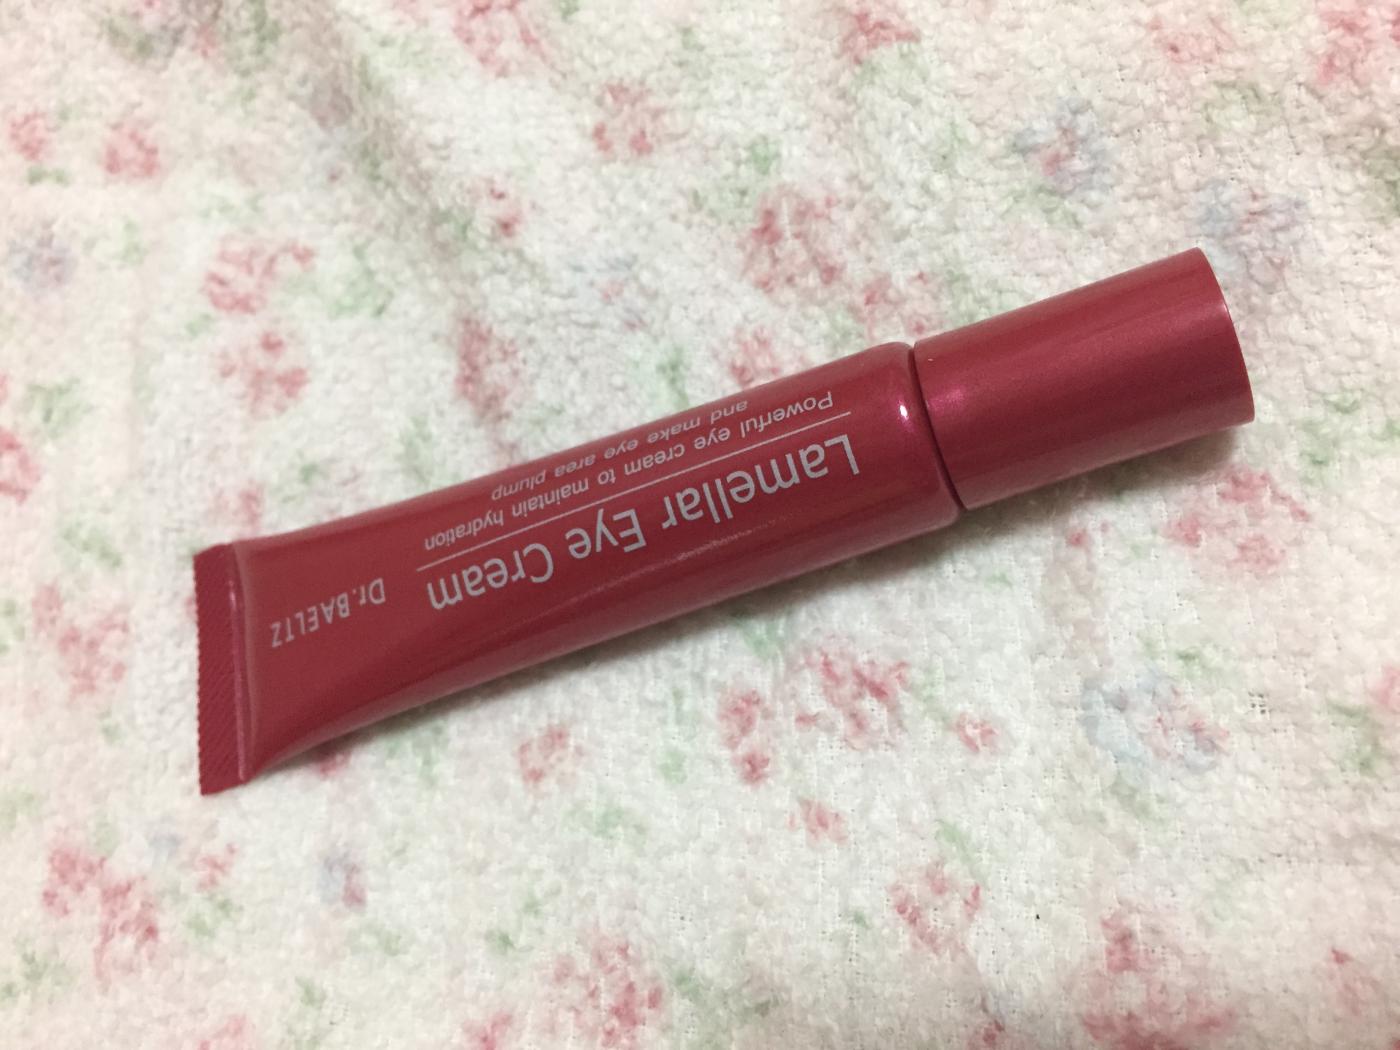 Lamellar Eye Cream
Powerful eye cream to maintain hydration
and make eye area plump
Dr.BAELTZ